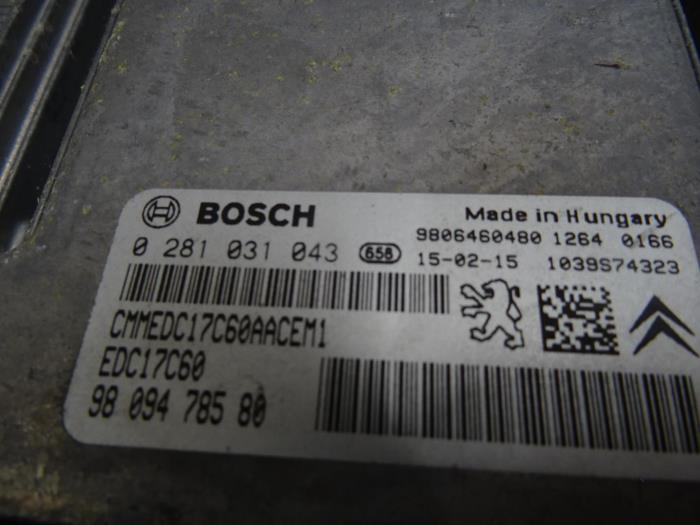 BOSCH
Made in Hungary
9806460480 1264 0166
0 281 031 043 658 15-02-15 1039S74323
CMMEDC17C60AACEM1
EDC17C60
98 094 785 80